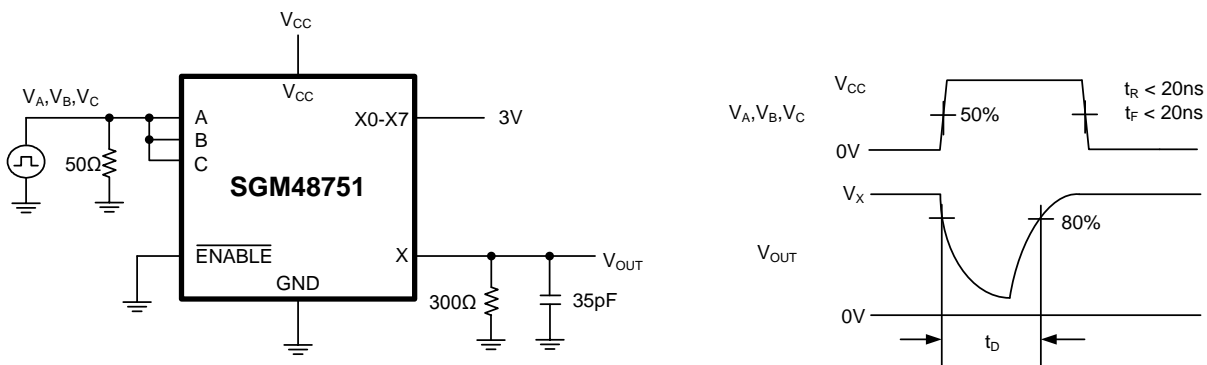 VCC
VA,VB,VC
50Ω
VCC
A
B
C
X0-X7
3V
SGM48751
ENABLE
X
GND
VOUT
300Ω
35pF
VCC
VA,VB,VC
50%
0V
tR < 20ns
tF < 20ns
VX
80%
VOUT
0V
tD